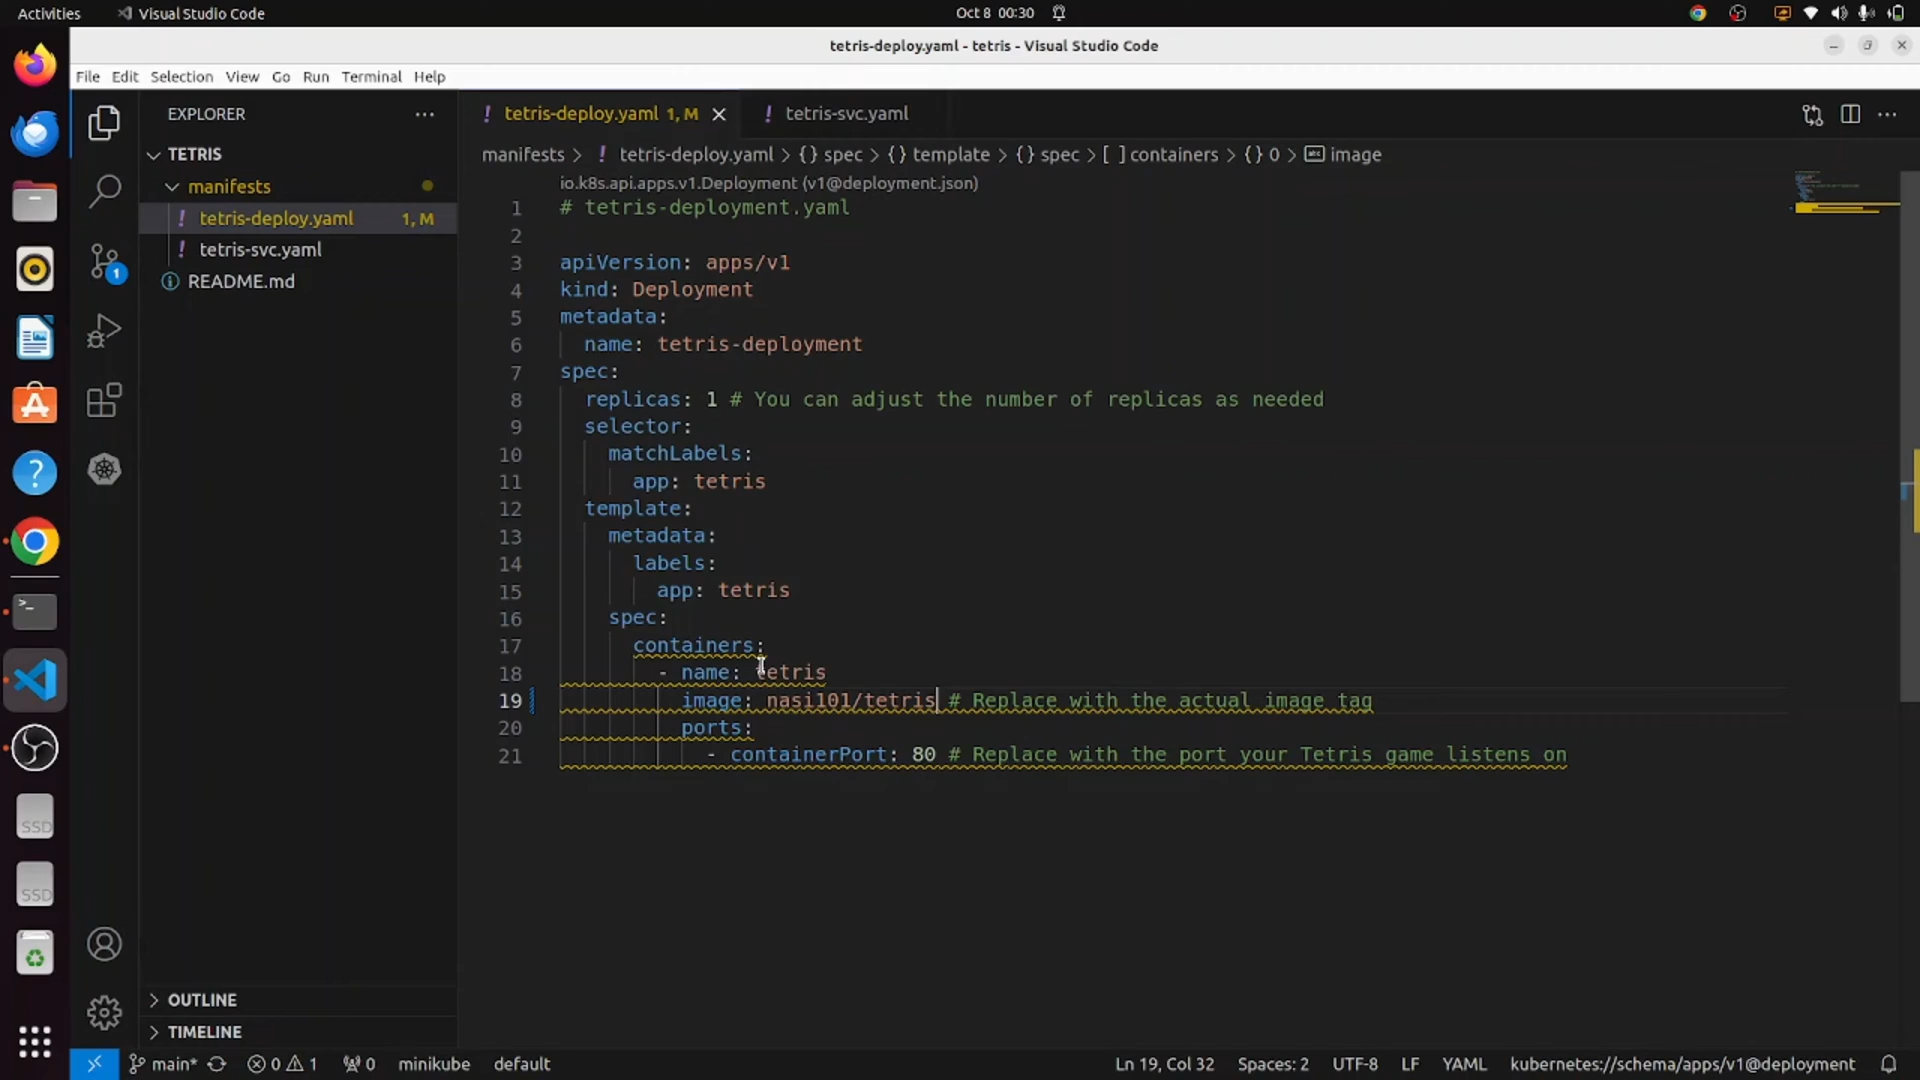 Activities
Visual Studio Code
Oct 8 00:30
tetris-deploy.yaml - tetris - Visual Studio Code
File Edit Selection View Go Run Terminal Help
EXPLORER
TETRIS
manifests
tetris-deploy.yaml 1, M
tetris-svc.yaml
README.md
OUTLINE
TIMELINE
1
SSD
SSD
tetris-deploy.yaml 1, M
tetris-svc.yaml
manifests > tetris-deploy.yaml > {} spec > {} template > {} spec > [ ] containers > {} 0 > image
io.k8s.api.apps.v1.Deployment (v1@deployment.json)
1 # tetris-deployment.yaml
2
3 apiVersion: apps/v1
4 kind: Deployment
5 metadata:
6 name: tetris-deployment
7 spec:
8 replicas: 1 # You can adjust the number of replicas as needed
9 selector:
10 matchLabels:
11 app: tetris
12 template:
13 metadata:
14 labels:
15 app: tetris
16 spec:
17 containers:
18 - name: tetris
19 image: nasi101/tetris # Replace with the actual image tag
20 ports:
21 - containerPort: 80 # Replace with the port your Tetris game listens on
main* 0 1 0 minikube default
Ln 19, Col 32 Spaces: 2 UTF-8 LF YAML kubernetes://schema/apps/v1@deployment